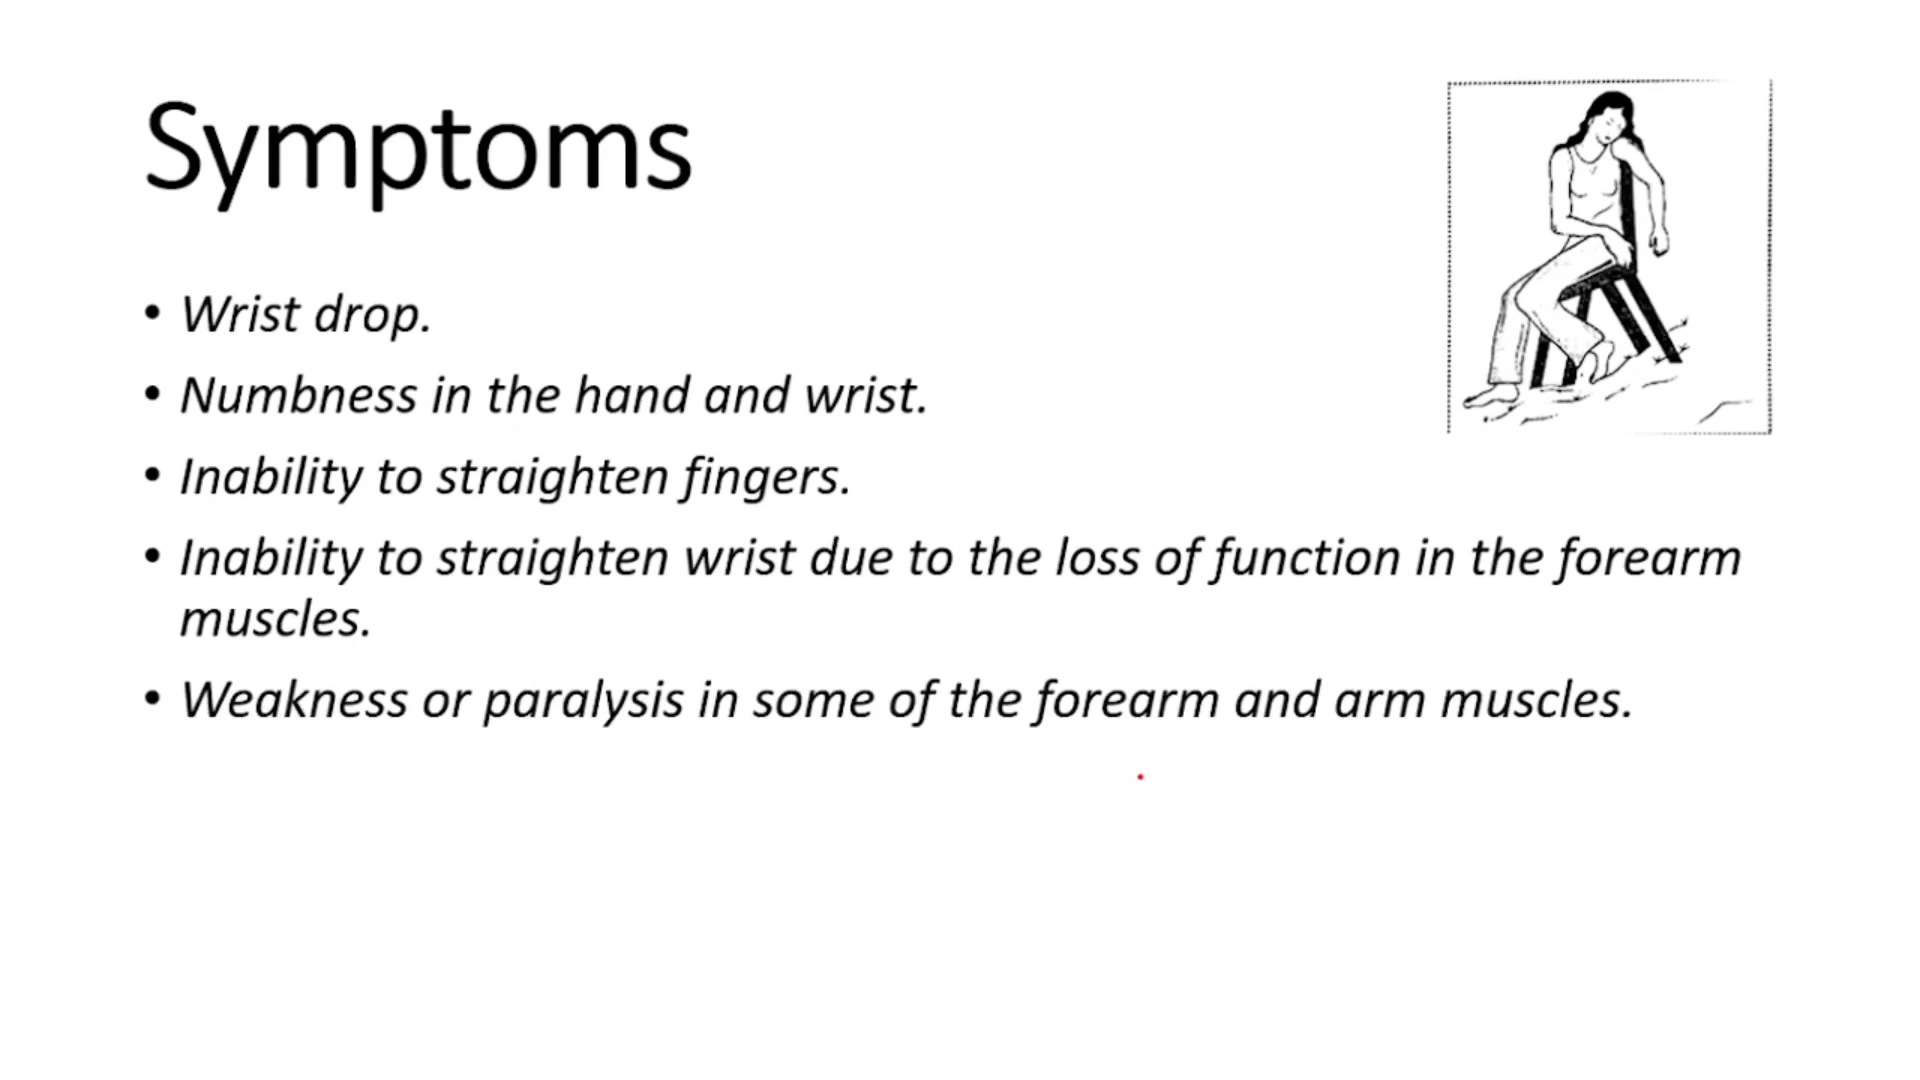 Symptoms
• Wrist drop.
• Numbness in the hand and wrist.
• Inability to straighten fingers.
• Inability to straighten wrist due to the loss of function in the forearm
muscles.
• Weakness or paralysis in some of the forearm and arm muscles.